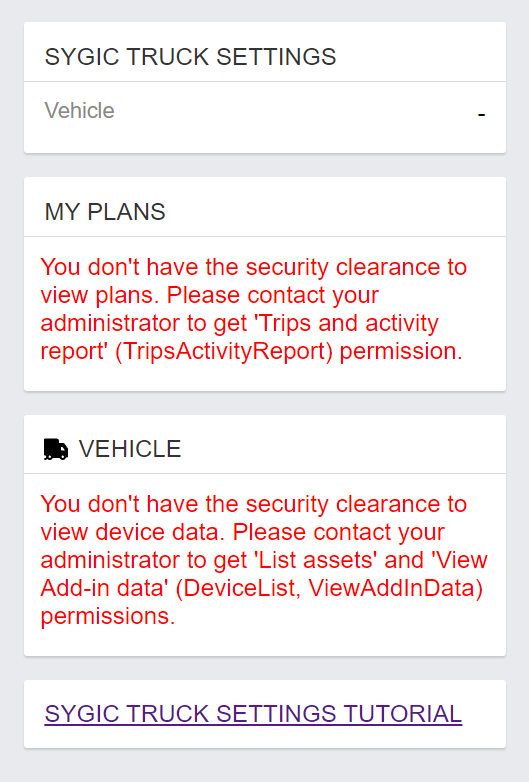 SYGIC TRUCK SETTINGS
Vehicle -
MY PLANS
You don't have the security clearance to
view plans. Please contact your
administrator to get 'Trips and activity
report' (TripsActivityReport) permission.
VEHICLE
You don't have the security clearance to
view device data. Please contact your
administrator to get 'List assets' and 'View
Add-in data' (DeviceList, ViewAddInData)
permissions.
SYGIC TRUCK SETTINGS TUTORIAL